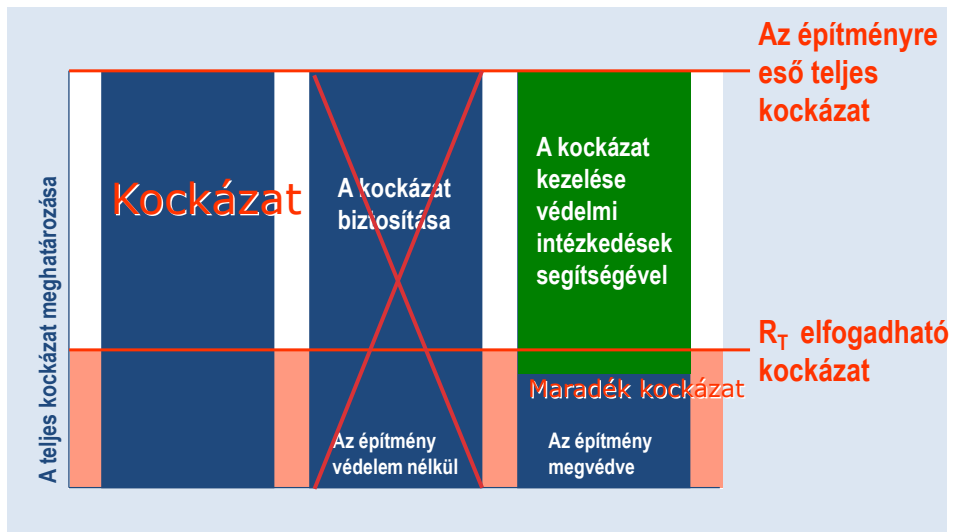 Az építményre
eső teljes
kockázat
A teljes kockázat meghatározása
Kockázat
A kockázat
biztosítása
A kockázat
kezelése
védelmi
intézkedések
segítségével
R_T elfogadható
kockázat
Maradék kockázat
Az építmény
védelem nélkül
Az építmény
megvédve